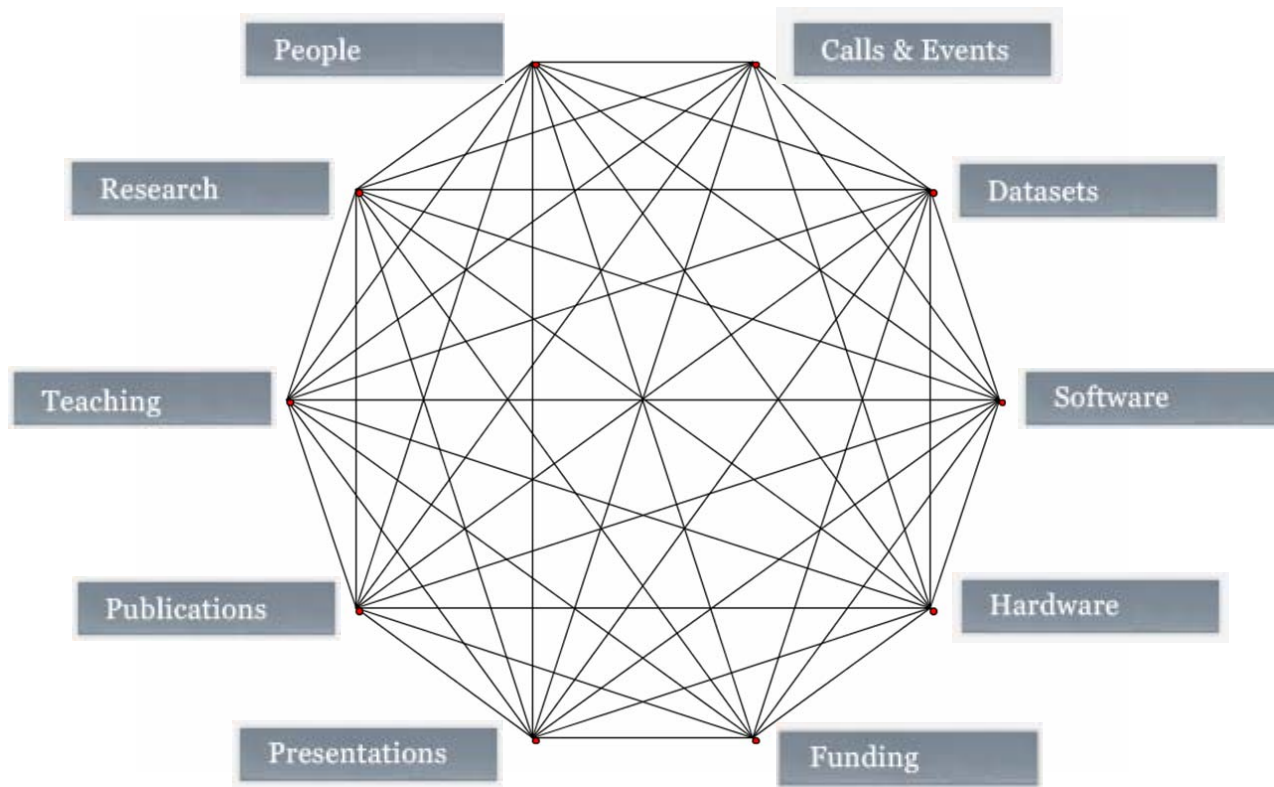 People
Calls & Events
Research
Datasets
Teaching
Software
Publications
Hardware
Presentations
Funding